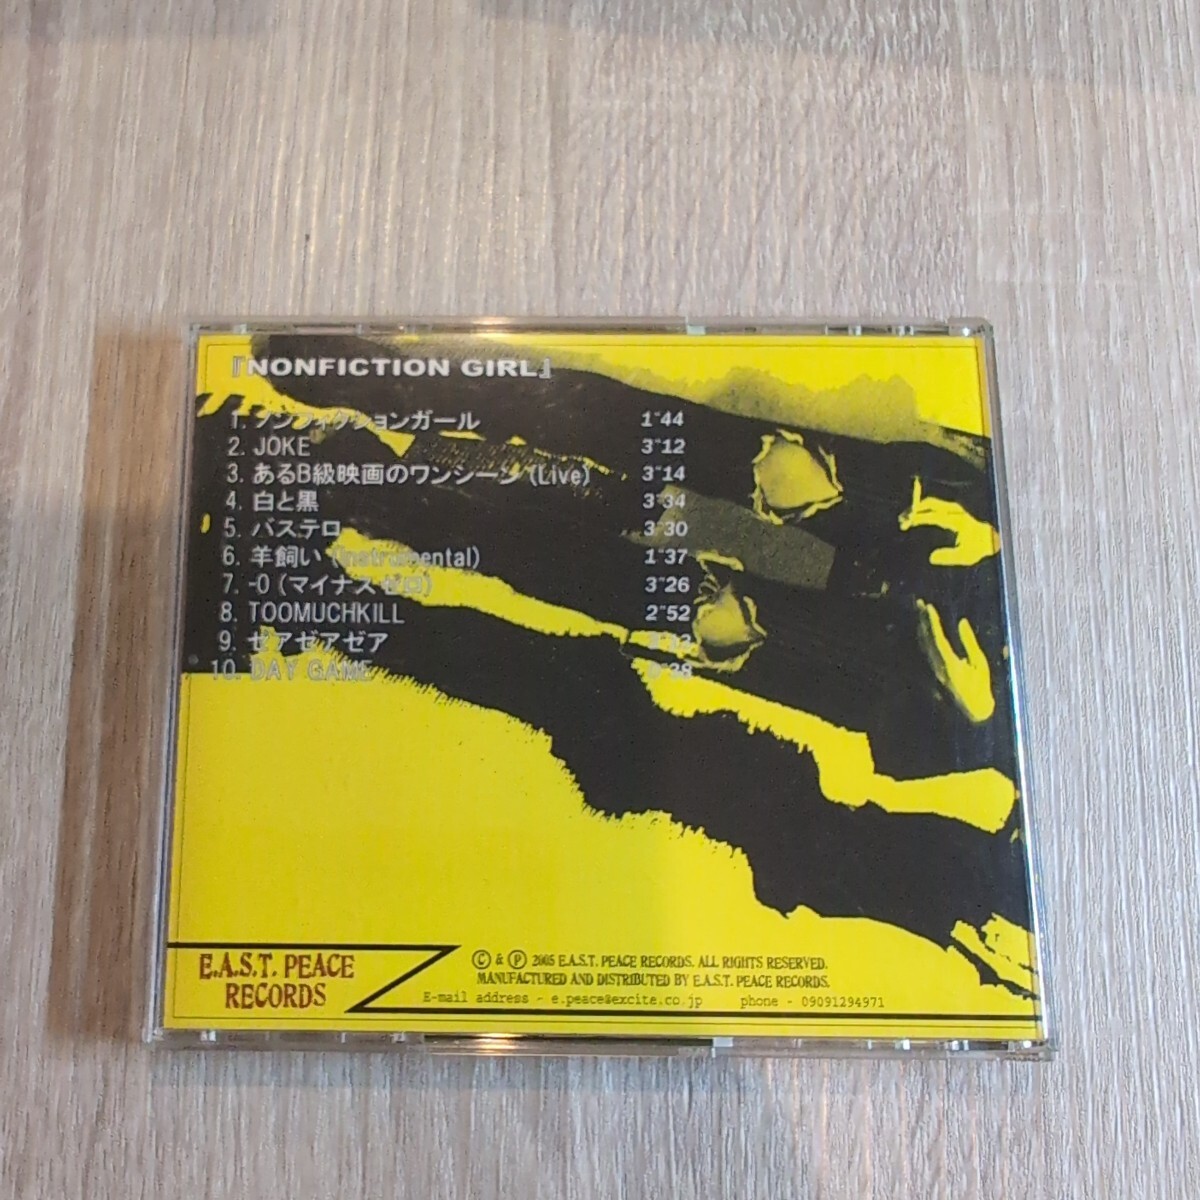 『NONFICTION GIRL』
1. ノンフィクションガール 1"44
2. JOKE 3"12
3. あるB級映画のワンシーン (Live) 3"14
4. 白と黒 3"34
5. バステロ 3"30
6. 羊飼い (Instrumental) 1"37
7. -0 (マイナス ゼロ) 3"26
8. TOOMUCHKILL 2"52
9. ゼアゼアゼア
10. DAY GAME
E.A.S.T. PEACE
RECORDS
Ⓒ & Ⓟ 2005 E.A.S.T. PEACE RECORDS. ALL RIGHTS RESERVED.
MANUFACTURED AND DISTRIBUTED BY E.A.S.T. PEACE RECORDS.
E-mail address - e.peace@excite.co.jp phone - 09091294971